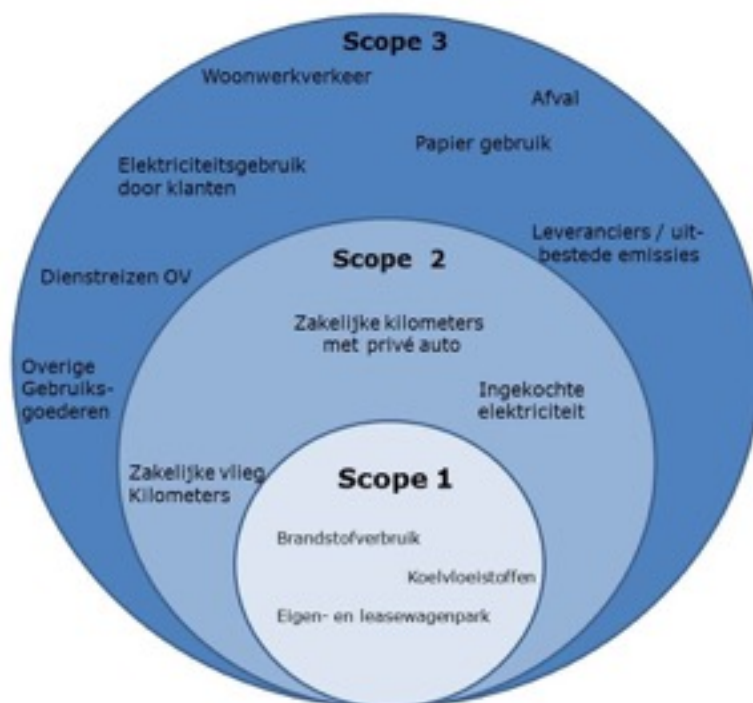 Scope 3
Woonwerkverkeer
Afval
Papier gebruik
Elektriciteitsgebruik
door klanten
Leveranciers / uit-
bestede emissies
Dienstreizen OV
Overige
Gebruiks-
goederen
Scope 2
Zakelijke kilometers
met privé auto
Ingekochte
elektriciteit
Zakelijke vlieg
Kilometers
Scope 1
Brandstofverbruik
Koelvloeistoffen
Eigen- en leasewagenpark